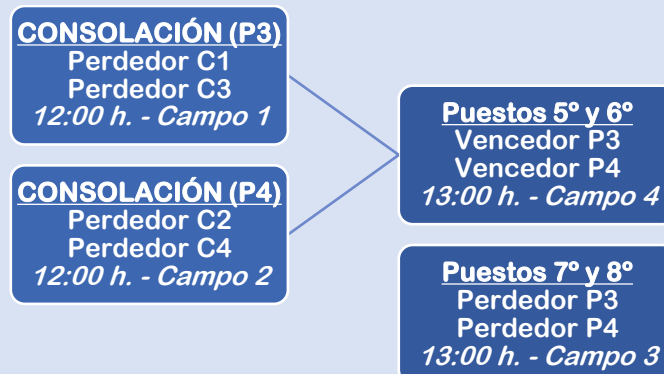 CONSOLACIÓN (P3)
Perdedor C1
Perdedor C3
12:00 h. - Campo 1
CONSOLACIÓN (P4)
Perdedor C2
Perdedor C4
12:00 h. - Campo 2
Puestos 5º y 6º
Vencedor P3
Vencedor P4
13:00 h. - Campo 4
Puestos 7º y 8º
Perdedor P3
Perdedor P4
13:00 h. - Campo 3